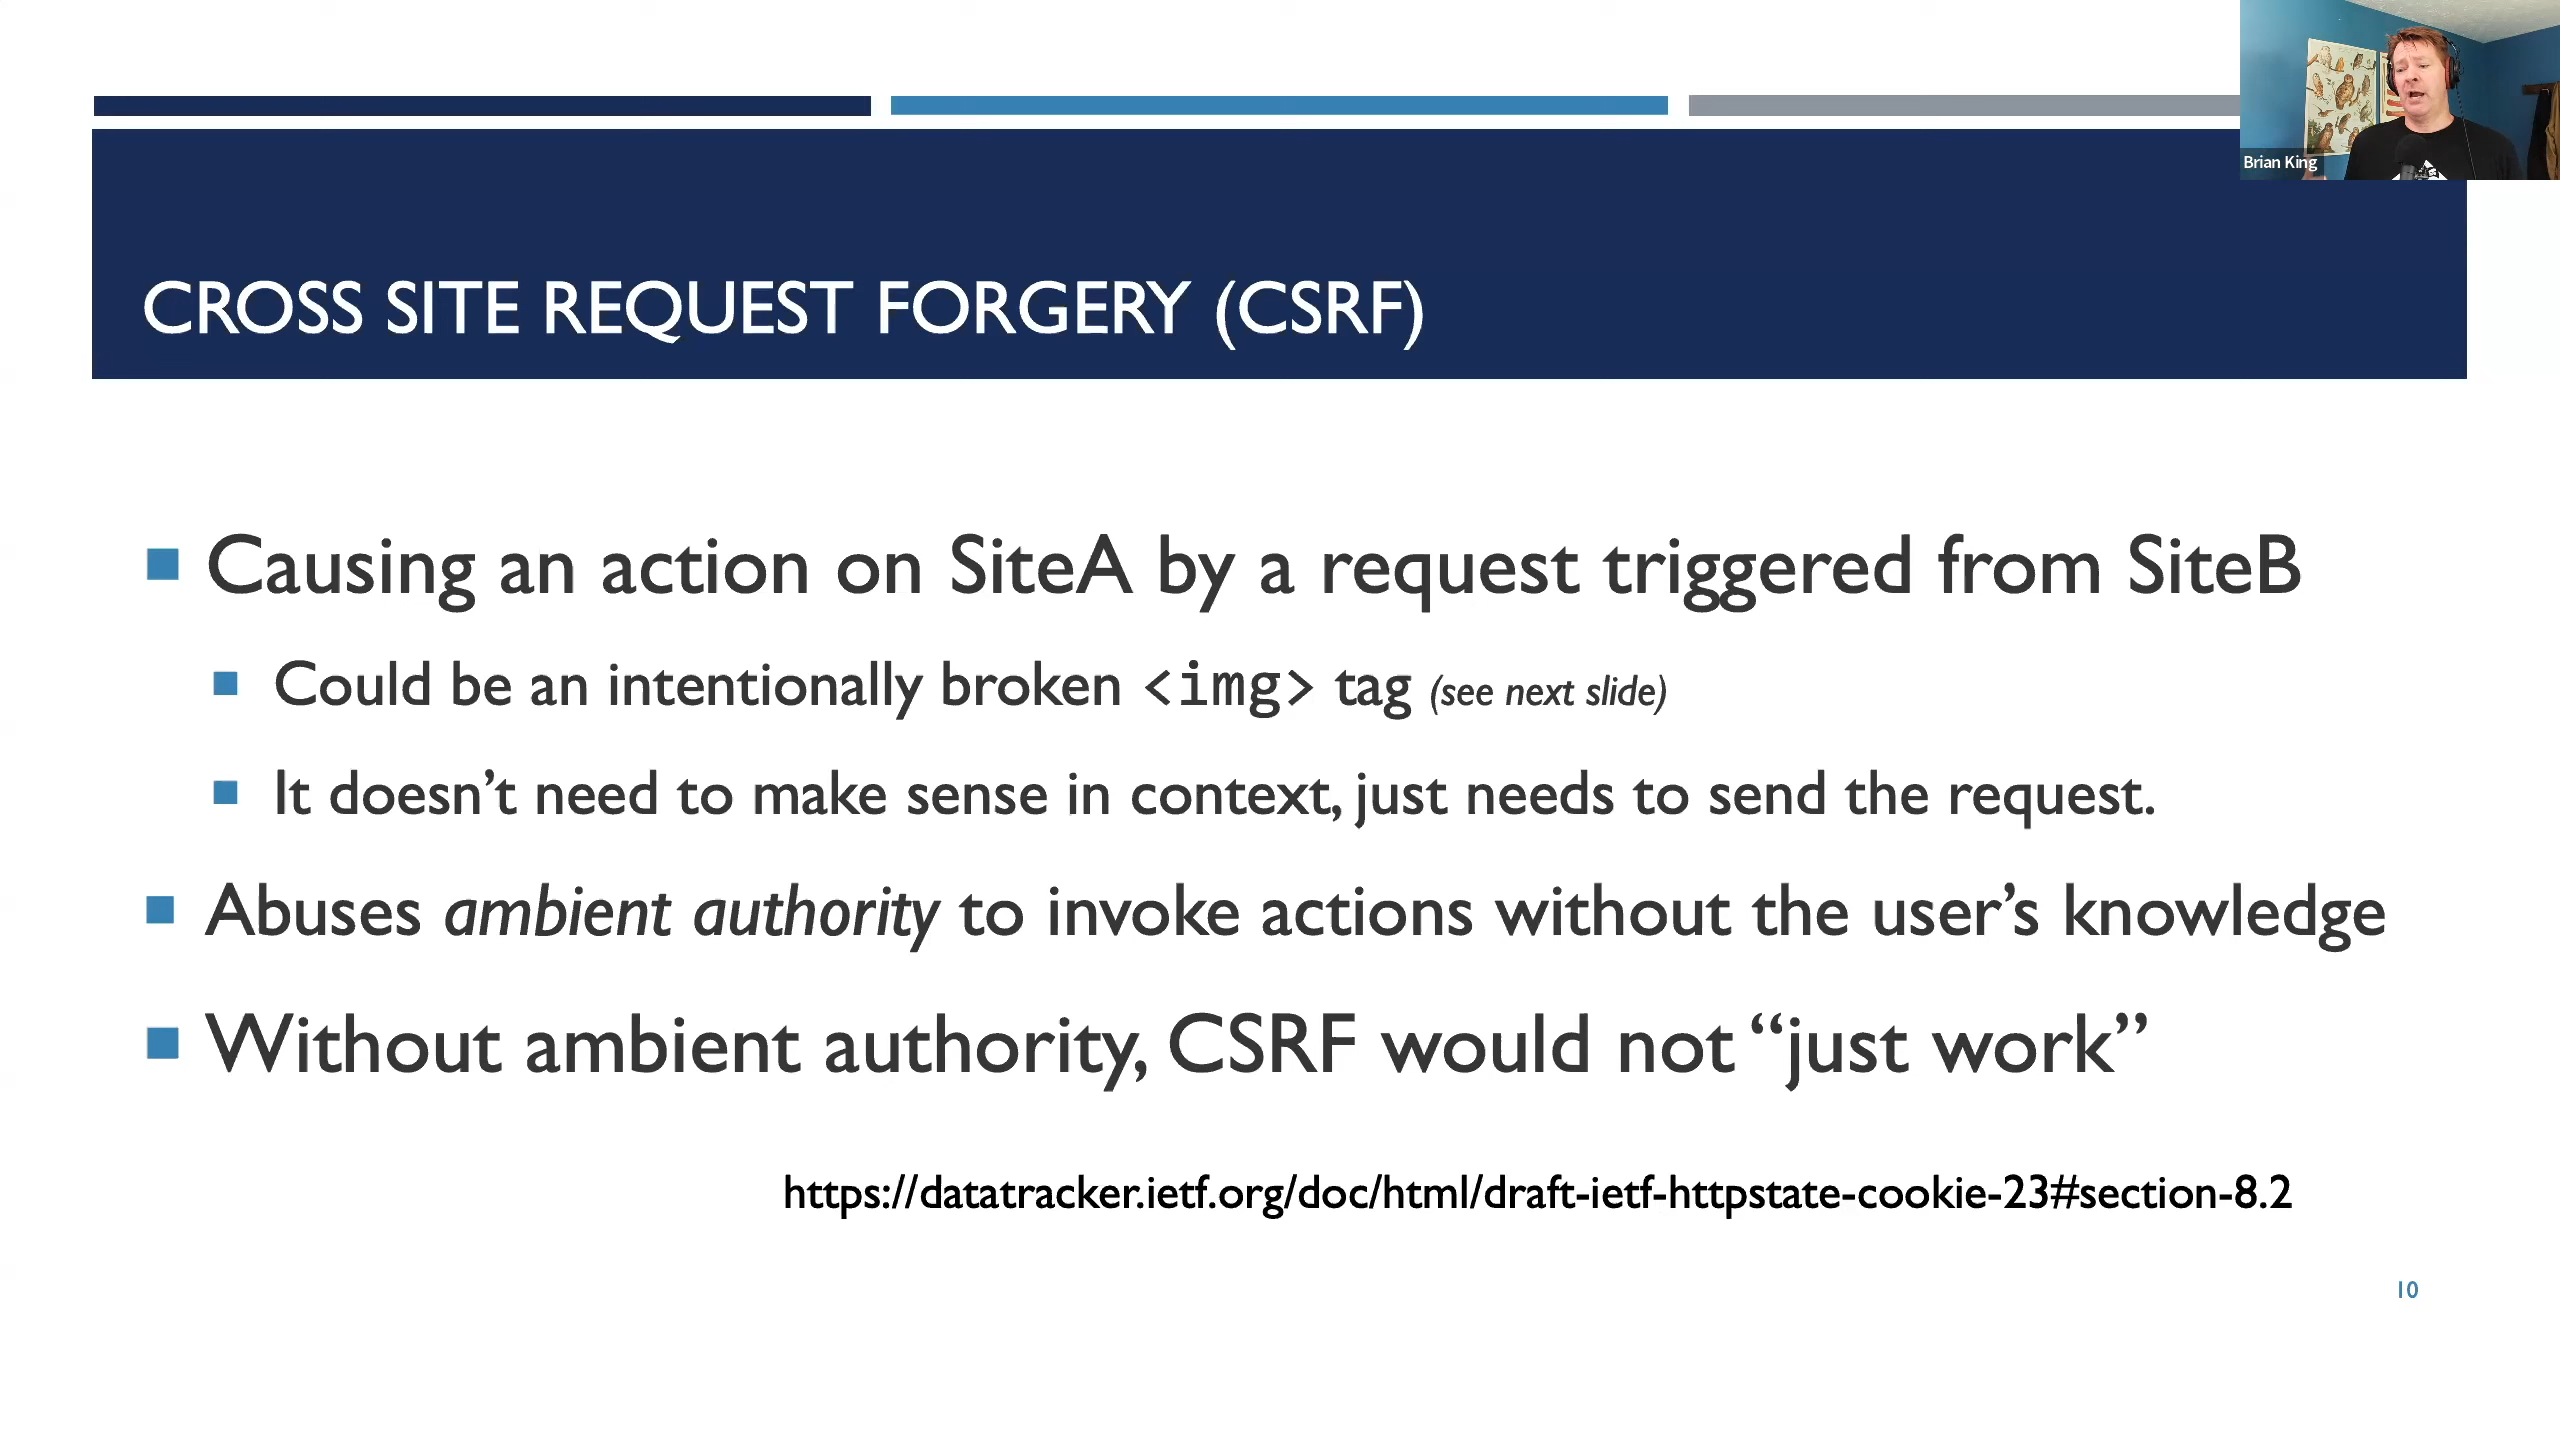 Brian King
CROSS SITE REQUEST FORGERY (CSRF)
Causing an action on SiteA by a request triggered from SiteB
Could be an intentionally broken <img> tag (see next slide)
It doesn’t need to make sense in context, just needs to send the request.
Abuses ambient authority to invoke actions without the user’s knowledge
Without ambient authority, CSRF would not “just work”
https://datatracker.ietf.org/doc/html/draft-ietf-httpstate-cookie-23#section-8.2
10